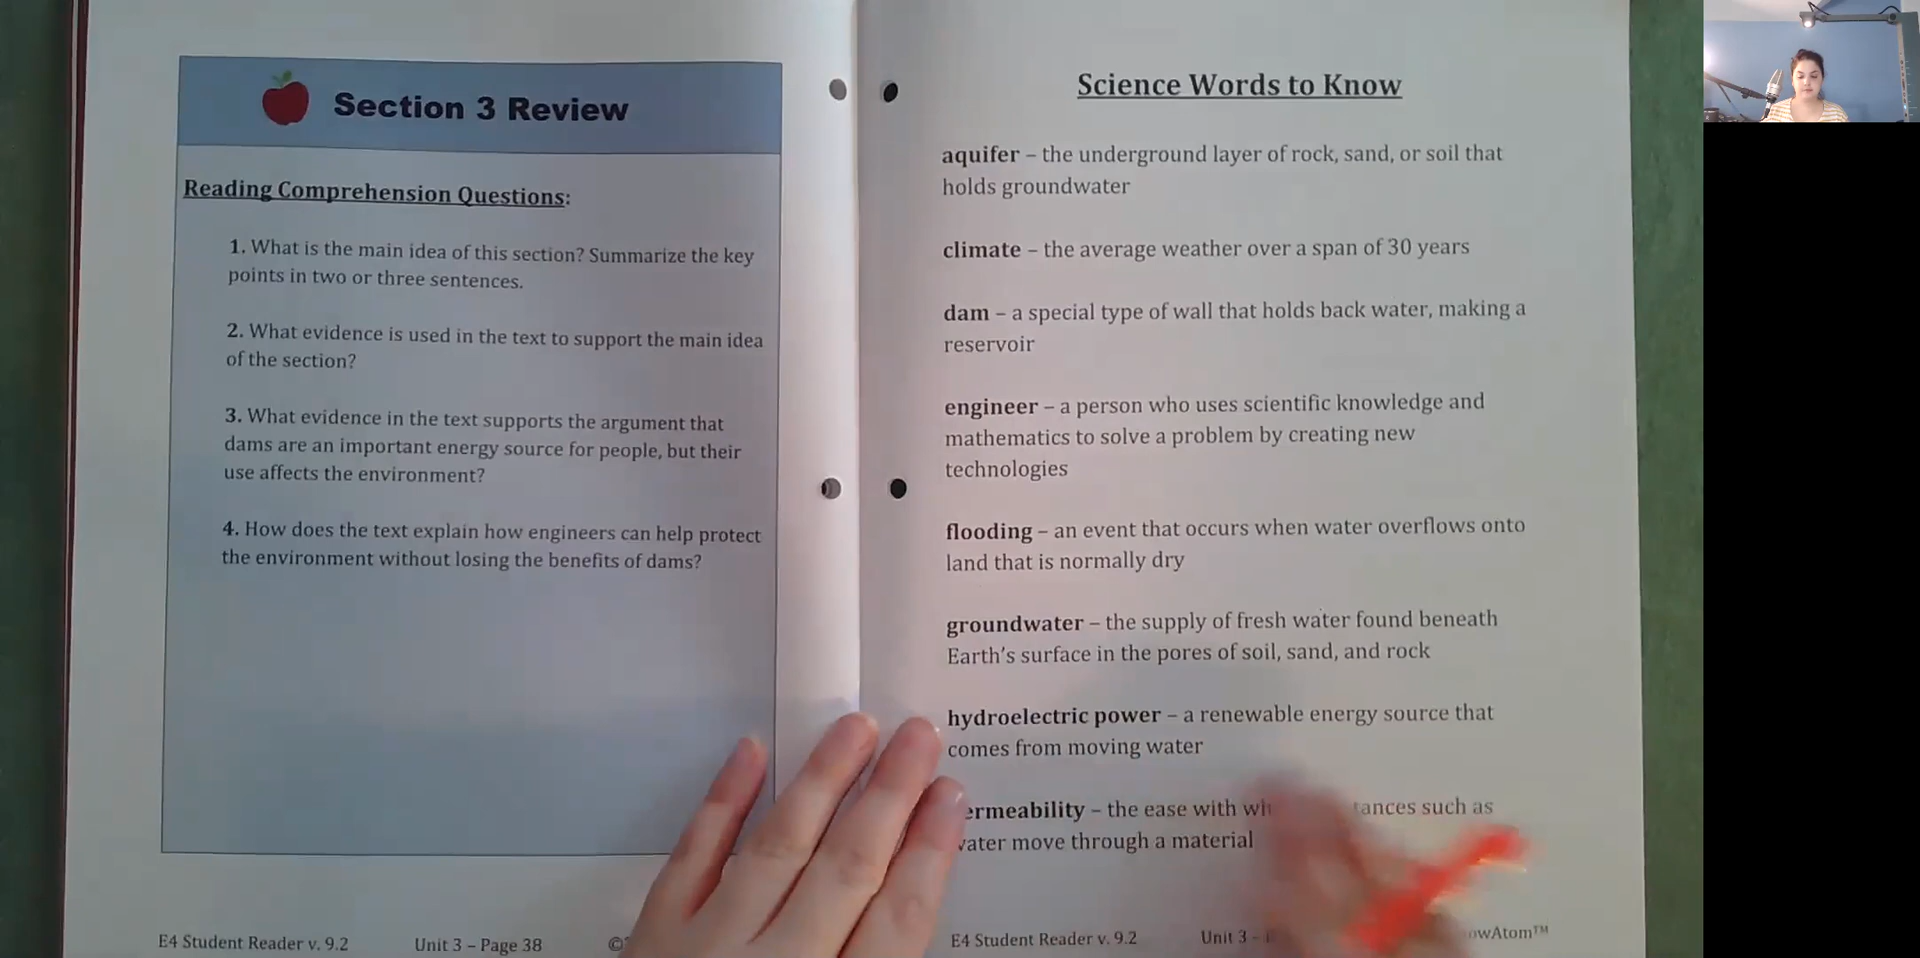 Section 3 Review
Reading Comprehension Questions:
1. What is the main idea of this section? Summarize the key
points in two or three sentences.
2. What evidence is used in the text to support the main idea
of the section?
3. What evidence in the text supports the argument that
dams are an important energy source for people, but their
use affects the environment?
4. How does the text explain how engineers can help protect
the environment without losing the benefits of dams?
E4 Student Reader v. 9.2
Unit 3 – Page 38
©
Science Words to Know
aquifer – the underground layer of rock, sand, or soil that
holds groundwater
climate – the average weather over a span of 30 years
dam – a special type of wall that holds back water, making a
reservoir
engineer – a person who uses scientific knowledge and
mathematics to solve a problem by creating new
technologies
flooding – an event that occurs when water overflows onto
land that is normally dry
groundwater – the supply of fresh water found beneath
Earth's surface in the pores of soil, sand, and rock
hydroelectric power – a renewable energy source that
comes from moving water
ermeability – the ease with wh tances such as
water move through a material
E4 Student Reader v. 9.2
Unit 3 –
owAtom™